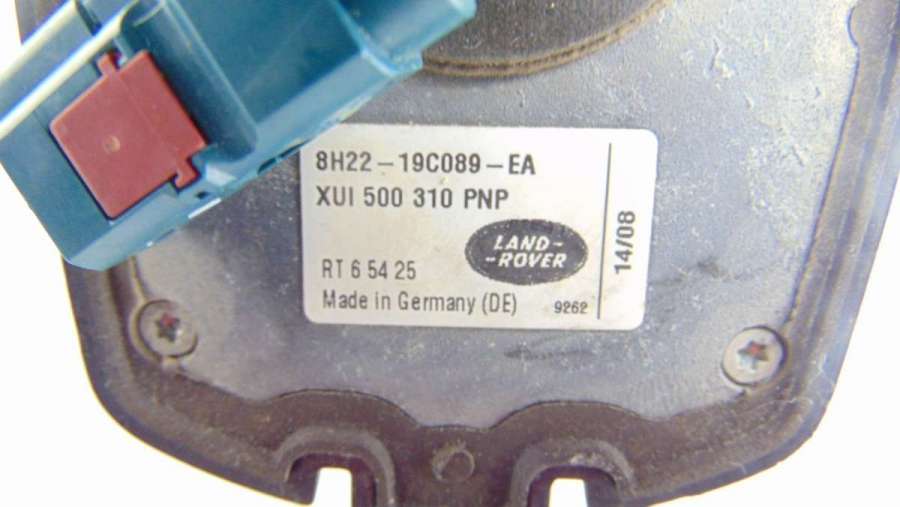 8H22-19C089-EA
XUI 500 310 PNP
LAND-
-ROVER
RT 6 54 25
Made in Germany (DE)
9262
14/08